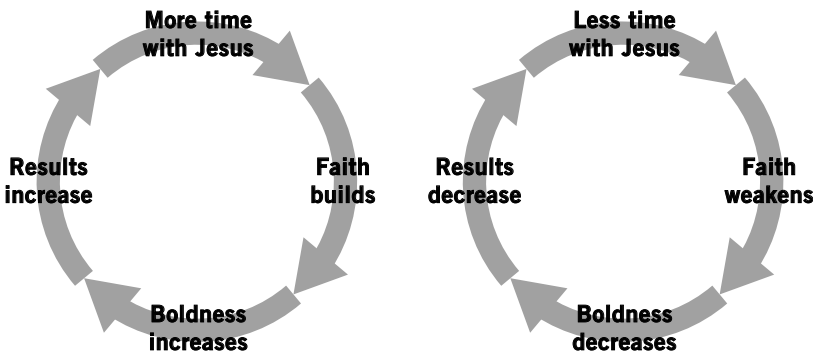 More time
with Jesus
Faith
builds
Boldness
increases
Results
increase
Less time
with Jesus
Faith
weakens
Boldness
decreases
Results
decrease